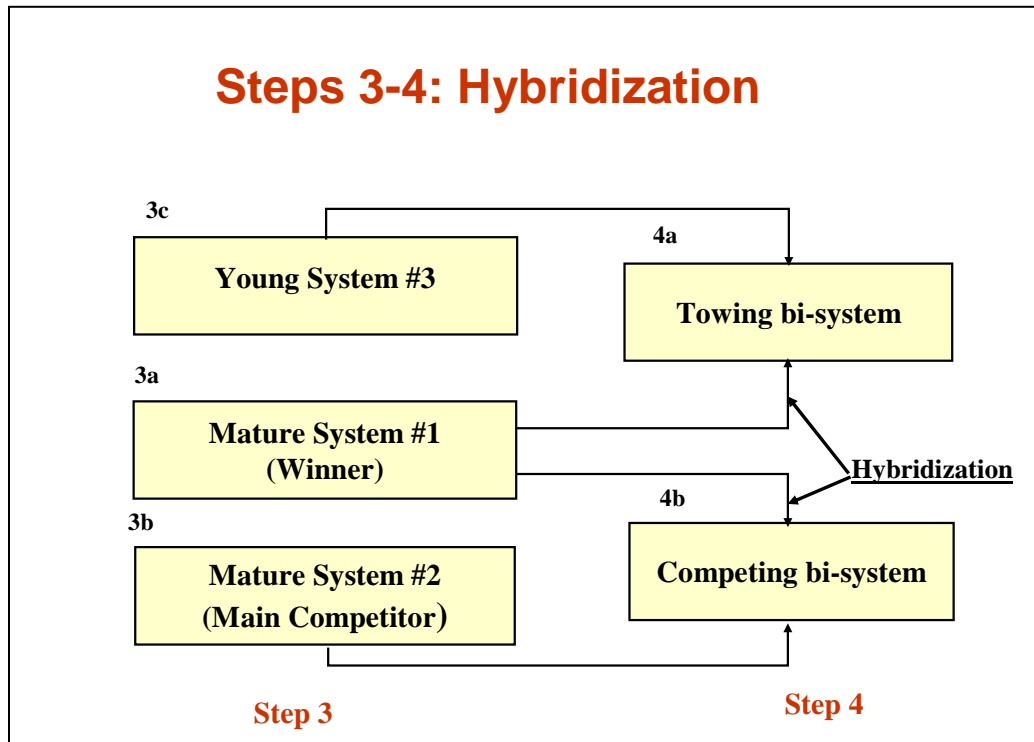 Steps 3-4: Hybridization
3c
Young System #3
4a
Towing bi-system
3a
Mature System #1
(Winner)
Hybridization
4b
3b
Competing bi-system
Mature System #2
(Main Competitor)
Step 3
Step 4